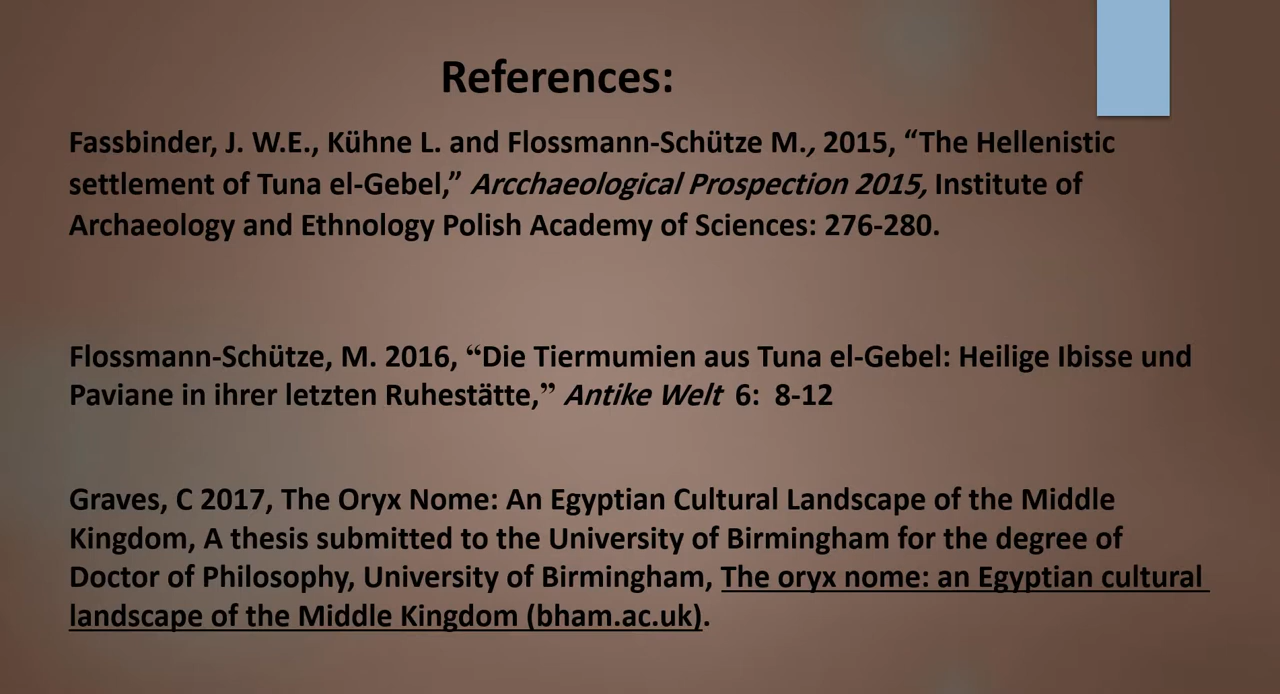 References:
Fassbinder, J. W.E., Kühne L. and Flossmann-Schütze M., 2015, “The Hellenistic
settlement of Tuna el-Gebel,” Arcchaeological Prospection 2015, Institute of
Archaeology and Ethnology Polish Academy of Sciences: 276-280.
Flossmann-Schütze, M. 2016, “Die Tiermumien aus Tuna el-Gebel: Heilige Ibisse und
Paviane in ihrer letzten Ruhestätte,” Antike Welt 6: 8-12
Graves, C 2017, The Oryx Nome: An Egyptian Cultural Landscape of the Middle
Kingdom, A thesis submitted to the University of Birmingham for the degree of
Doctor of Philosophy, University of Birmingham, The oryx nome: an Egyptian cultural
landscape of the Middle Kingdom (bham.ac.uk).